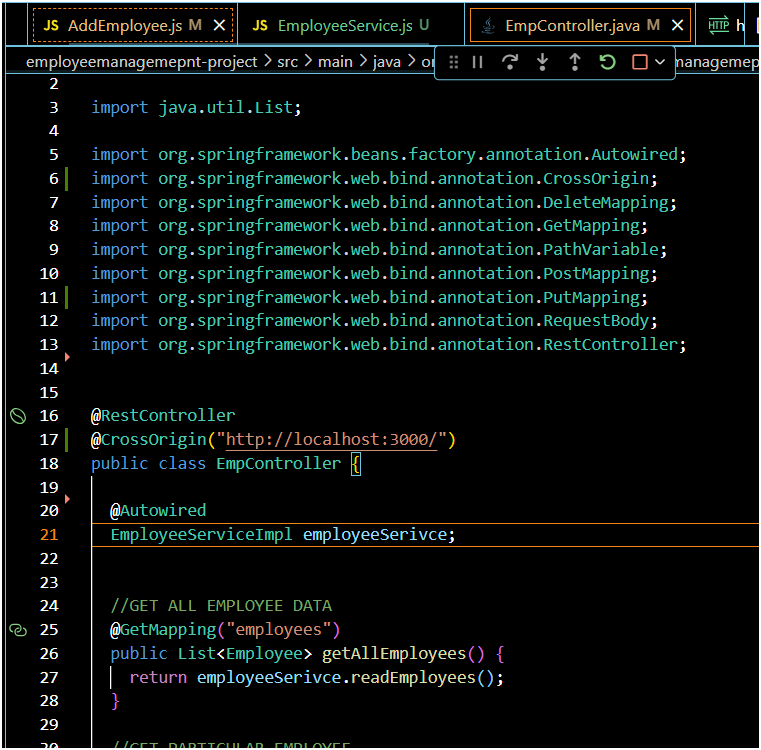 JS AddEmployee.js M
JS EmployeeService.js U
EmpController.java M
HTTP h
employeemanagemepnt-project > src > main > java > or
managemep
2
3 import java.util.List;
4
5 import org.springframework.beans.factory.annotation.Autowired;
6 import org.springframework.web.bind.annotation.CrossOrigin;
7 import org.springframework.web.bind.annotation.DeleteMapping;
8 import org.springframework.web.bind.annotation.GetMapping;
9 import org.springframework.web.bind.annotation.PathVariable;
10 import org.springframework.web.bind.annotation.PostMapping;
11 import org.springframework.web.bind.annotation.PutMapping;
12 import org.springframework.web.bind.annotation.RequestBody;
13 import org.springframework.web.bind.annotation.RestController;
14
15
16 @RestController
17 @CrossOrigin("http://localhost:3000/")
18 public class EmpController {
19
20 @Autowired
21 EmployeeServiceImpl employeeSerivce;
22
23
24 //GET ALL EMPLOYEE DATA
25 @GetMapping("employees")
26 public List<Employee> getAllEmployees() {
27 return employeeSerivce.readEmployees();
28 }
29
30 //GET PARTICULAR EMPLOYEE